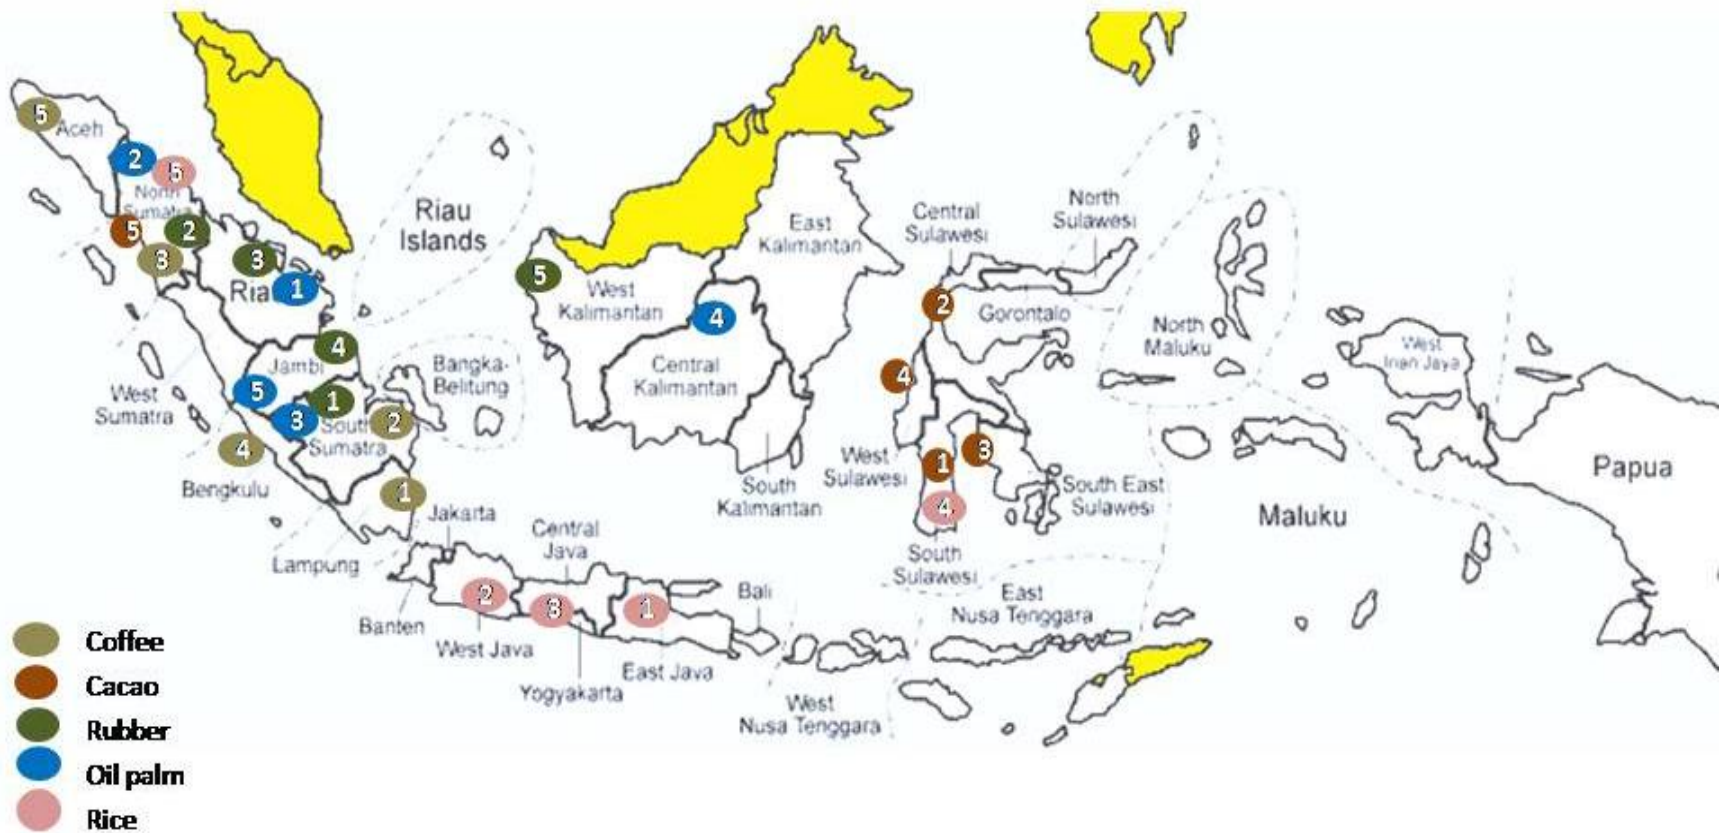 5
Aceh
2
5
North
Sumatra
5
2
3
3
Ria
1
Riau
Islands
4
Jambi
5
1
3
South
Sumatra
2
4
Bangka-
Belitung
West
Sumatra
Bengkulu
1
Lampung
Jakarta
Central
Java
Banten
2
West Java
3
Yogyakarta
1
East Java
Bali
West
Nusa Tenggara
East
Nusa Tenggara
5
West
Kalimantan
East
Kalimantan
4
Central
Kalimantan
South
Kalimantan
Central
Sulawesi
North
Sulawesi
2
Gorontalo
4
West
Sulawesi
1
3
4
South
Sulawesi
South East
Sulawesi
North
Maluku
Maluku
West
Irian Jaya
Papua
Coffee
Cacao
Rubber
Oil palm
Rice